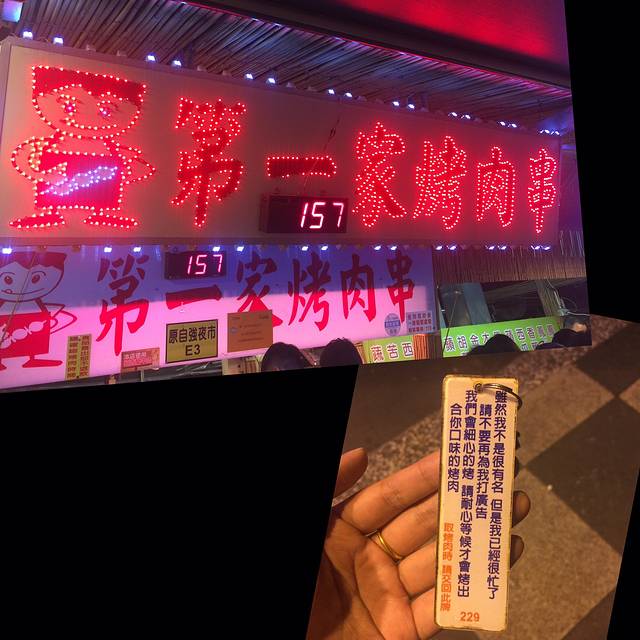 第一家烤肉串
157
157
第一家烤肉串
原自強夜市
E3
雖然我不是很有名 但是我已經很忙了
請不要再為我打廣告
我們會細心的烤 請耐心等候才會烤出
合你口味的烤肉
取烤肉時 請交回此牌
229